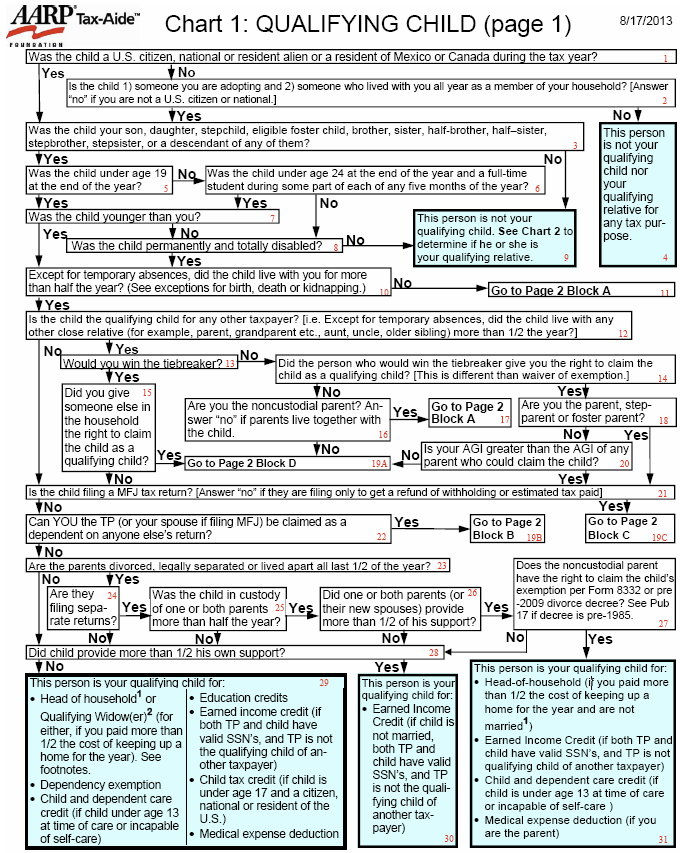 AARP Tax-Aide™
FOUNDATION
Chart 1: QUALIFYING CHILD (page 1)
8/17/2013
Was the child a U.S. citizen, national or resident alien or a resident of Mexico or Canada during the tax year? 1
Yes
No
Is the child 1) someone you are adopting and 2) someone who lived with you all year as a member of your household? [Answer
"no" if you are not a U.S. citizen or national.] 2
Yes
No
Was the child your son, daughter, stepchild, eligible foster child, brother, sister, half-brother, half–sister,
stepbrother, stepsister, or a descendant of any of them? 3
This person
is not your
qualifying
child nor
your
qualifying
relative for
any tax pur-
pose.
4
Yes
No
Was the child under age 19
at the end of the year? 5
No
Was the child under age 24 at the end of the year and a full-time
student during some part of each of any five months of the year? 6
Yes
Yes
No
Was the child younger than you? 7
Yes
No
Was the child permanently and totally disabled? 8
No
This person is not your
qualifying child. See Chart 2 to
determine if he or she is
your qualifying relative. 9
Yes
Except for temporary absences, did the child live with you for more
than half the year? (See exceptions for birth, death or kidnapping.) 10
No
Go to Page 2 Block A 11
Yes
Is the child the qualifying child for any other taxpayer? [i.e. Except for temporary absences, did the child live with any
other close relative (for example, parent, grandparent etc., aunt, uncle, older sibling) more than 1/2 the year?] 12
No
Yes
Would you win the tiebreaker? 13
No
Did the person who would win the tiebreaker give you the right to claim the
child as a qualifying child? [This is different than waiver of exemption.] 14
Yes
No
Yes
Did you 15
give
someone else in
the household
the right to claim
the child as a
qualifying child?
Are you the noncustodial parent? An-
swer "no" if parents live together with
the child. 16
Yes
Go to Page 2
Block A 17
Are you the parent, step-
parent or foster parent? 18
No
No
Yes
Yes
Go to Page 2 Block D 19A
No
Is your AGI greater than the AGI of any
parent who could claim the child? 20
No
Yes
Is the child filing a MFJ tax return? [Answer "no" if they are filing only to get a refund of withholding or estimated tax paid] 21
No
Yes
Can YOU the TP (or your spouse if filing MFJ) be claimed as a
dependent on anyone else's return? 22
Yes
Go to Page 2
Block B 19B
Go to Page 2
Block C 19C
No
Are the parents divorced, legally separated or lived apart all last 1/2 of the year? 23
No
Yes
Are they 24
filing sepa-
rate returns?
Yes
Was the child in custody
of one or both parents 25
more than half the year?
Yes
Did one or both parents (or 26
their new spouses) provide
more than 1/2 of his support?
Yes
Does the noncustodial parent
have the right to claim the child's
exemption per Form 8332 or pre
-2009 divorce decree? See Pub
17 if decree is pre-1985. 27
No
No
No
No
Yes
Did child provide more than 1/2 his own support? 28
No
Yes
This person is your qualifying child for: 29
• Head of household1 or
Qualifying Widow(er)2 (for
either, if you paid more than
1/2 the cost of keeping up a
home for the year). See
footnotes.
• Dependency exemption
• Child and dependent care
credit (if child under age 13
at time of care or incapable
of self-care)
• Education credits
• Earned income credit (if
both TP and child have
valid SSN's, and TP is not
the qualifying child of an-
other taxpayer)
• Child tax credit (if child is
under age 17 and a citizen,
national or resident of the
U.S.)
• Medical expense deduction
This person is your
qualifying child for:
• Earned Income
Credit (if child is
not married,
both TP and
child have valid
SSN's, and TP
is not the quali-
fying child of
another tax-
payer) 30
This person is your qualifying child for:
• Head-of-household (if you paid more
than 1/2 the cost of keeping up a
home for the year and are not
married1)
• Earned Income Credit (if both TP and
child have valid SSN's, and TP is not
qualifying child of another taxpayer)
• Child and dependent care credit (if
child is under age 13 at time of care
or incapable of self-care )
• Medical expense deduction (if you
are the parent) 31